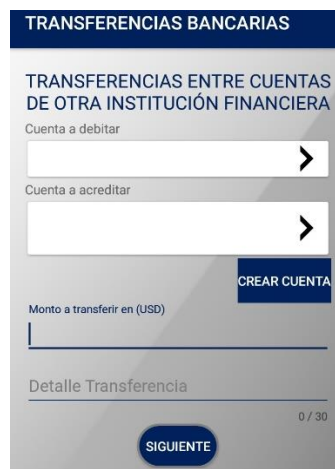 TRANSFERENCIAS BANCARIAS
TRANSFERENCIAS ENTRE CUENTAS
DE OTRA INSTITUCIÓN FINANCIERA
Cuenta a debitar
Cuenta a acreditar
CREAR CUENTA
Monto a transferir en (USD)
Detalle Transferencia
0 / 30
SIGUIENTE